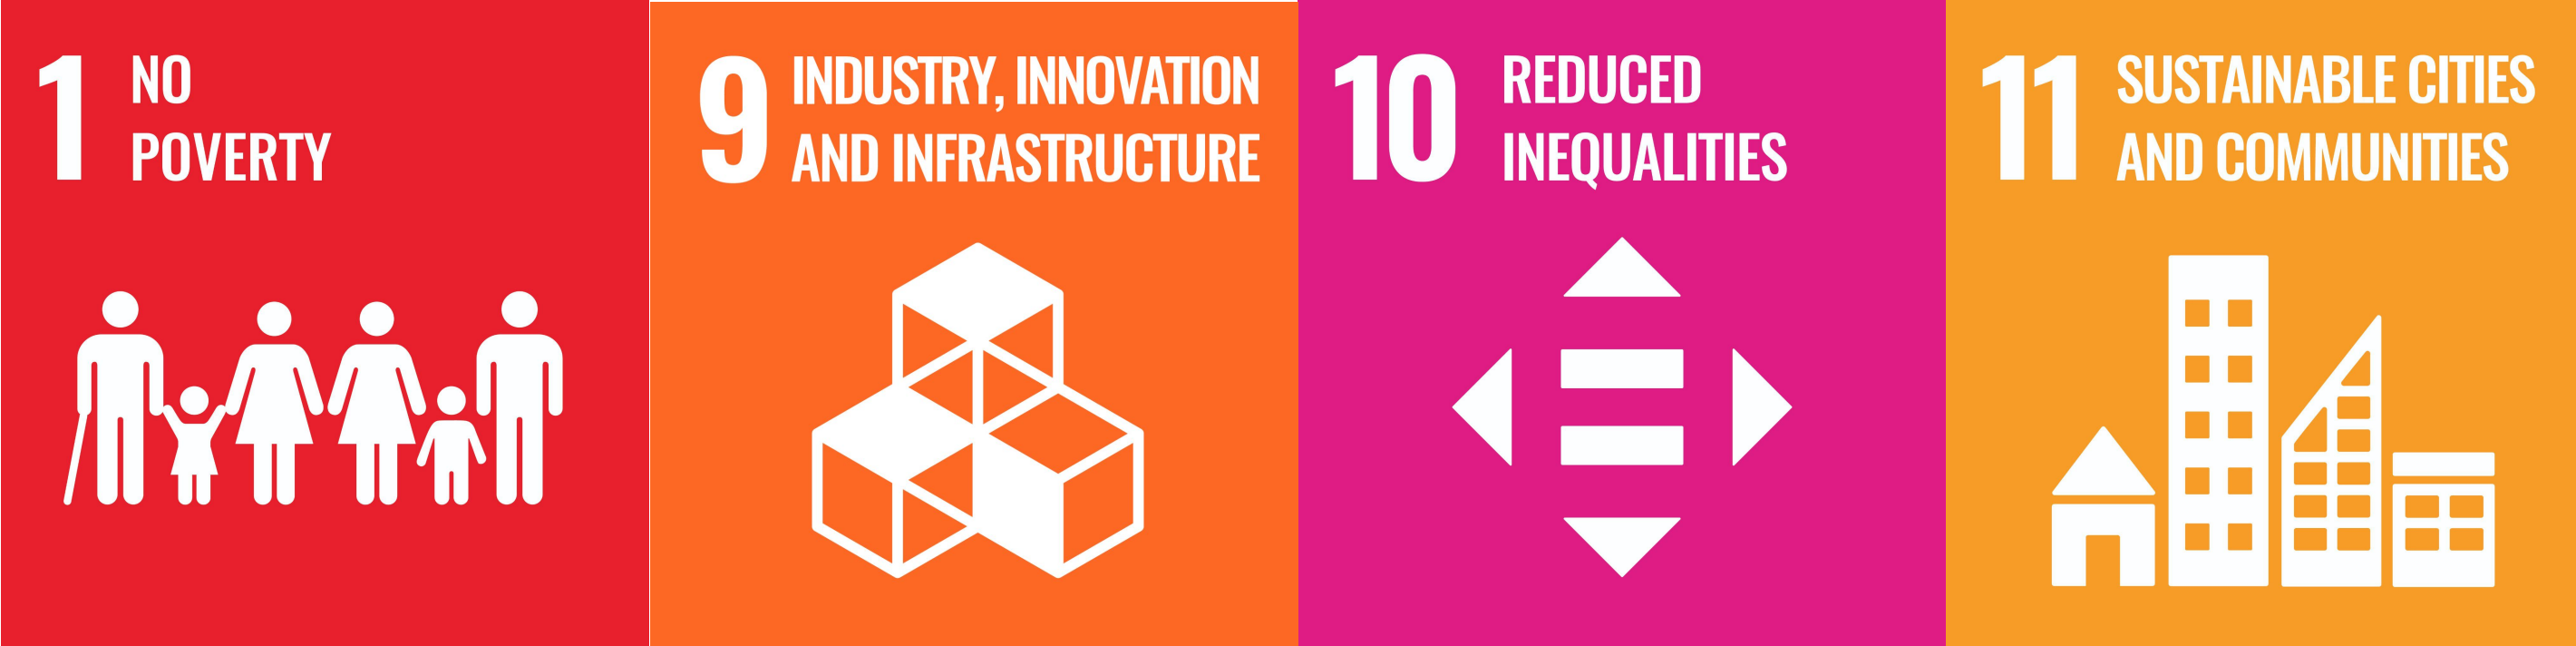 1 NO
POVERTY
9 INDUSTRY, INNOVATION
AND INFRASTRUCTURE
10 REDUCED
INEQUALITIES
11 SUSTAINABLE CITIES
AND COMMUNITIES